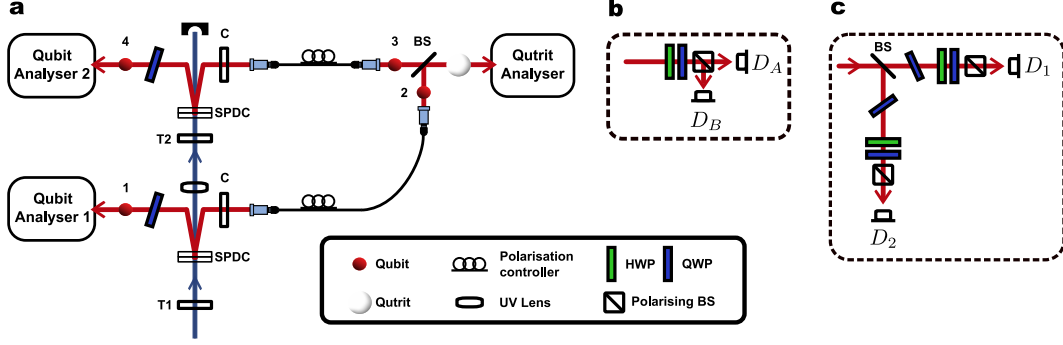 a
4
Qubit
Analyser 2
C
3
BS
2
Qutrit
Analyser
SPDC
T2
1
Qubit
Analyser 1
C
SPDC
T1
Qubit
Polarisation
controller
HWP
QWP
Qutrit
UV Lens
Polarising BS
b
D_A
D_B
c
BS
D_1
D_2